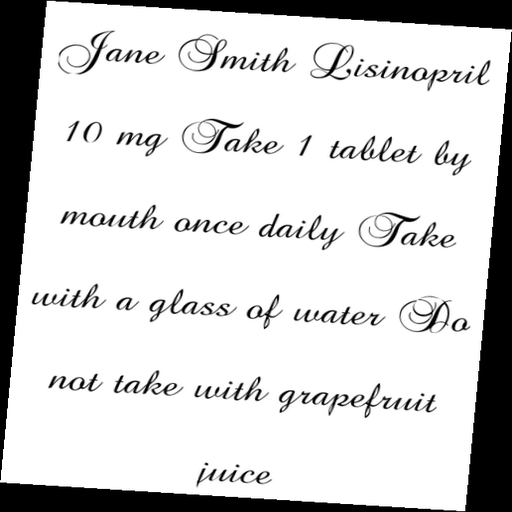 Jane Smith Lisinopril
10 mg Take 1 tablet by
mouth once daily Take
with a glass of water Do
not take with grapefruit
juice